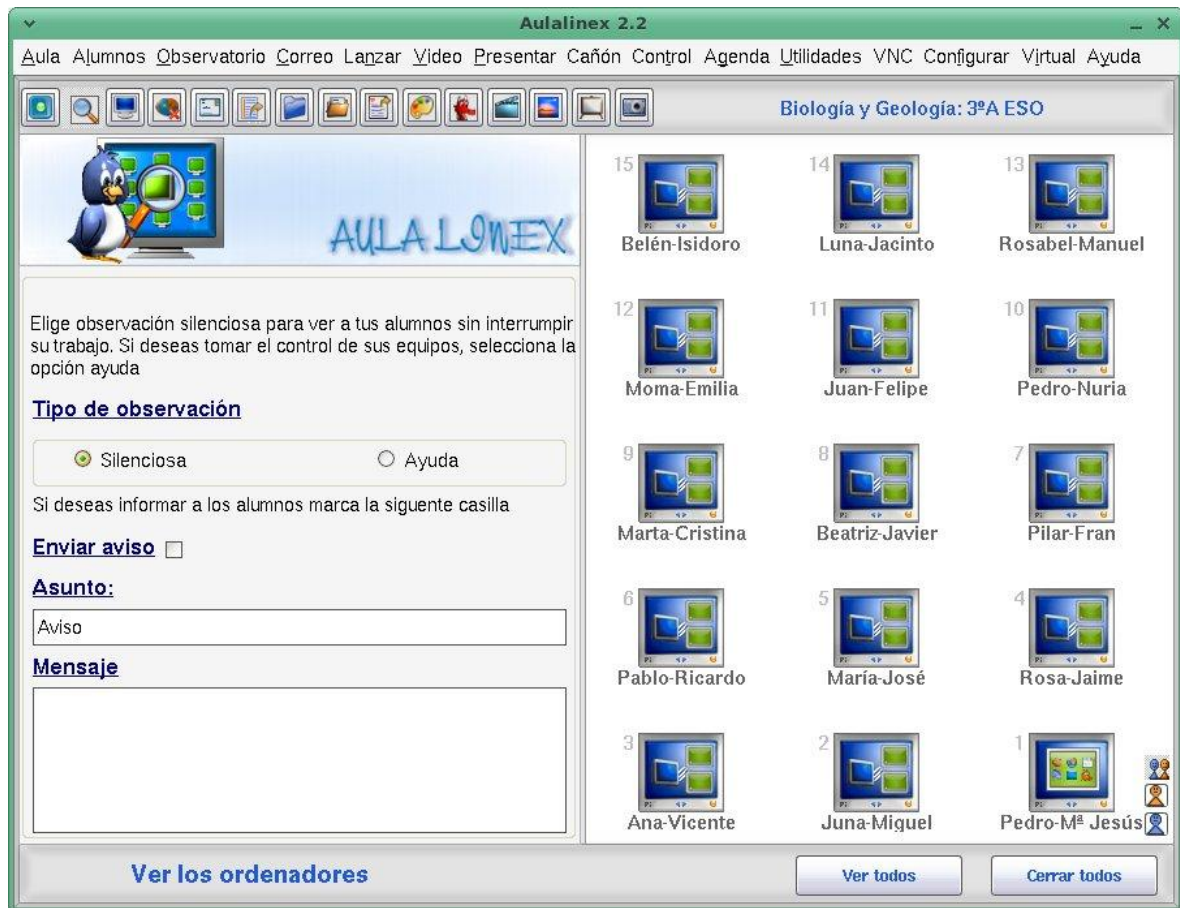 Aulalinex 2.2
Aula Alumnos Observatorio Correo Lanzar Video Presentar Cañón Control Agenda Utilidades VNC Configurar Virtual Ayuda
Biología y Geología: 3ºA ESO
AULA LINEX
Elige observación silenciosa para ver a tus alumnos sin interrumpir
su trabajo. Si deseas tomar el control de sus equipos, selecciona la
opción ayuda
Tipo de observación
Silenciosa Ayuda
Si deseas informar a los alumnos marca la siguente casilla
Enviar aviso
Asunto:
Aviso
Mensaje
15 14 13
Belén-Isidoro Luna-Jacinto Rosabel-Manuel
12 11 10
Moma-Emilia Juan-Felipe Pedro-Nuria
9 8 7
Marta-Cristina Beatriz-Javier Pilar-Fran
6 5 4
Pablo-Ricardo María-José Rosa-Jaime
3 2 1
Ana-Vicente Juna-Miguel Pedro-Mª Jesús
Ver los ordenadores Ver todos Cerrar todos